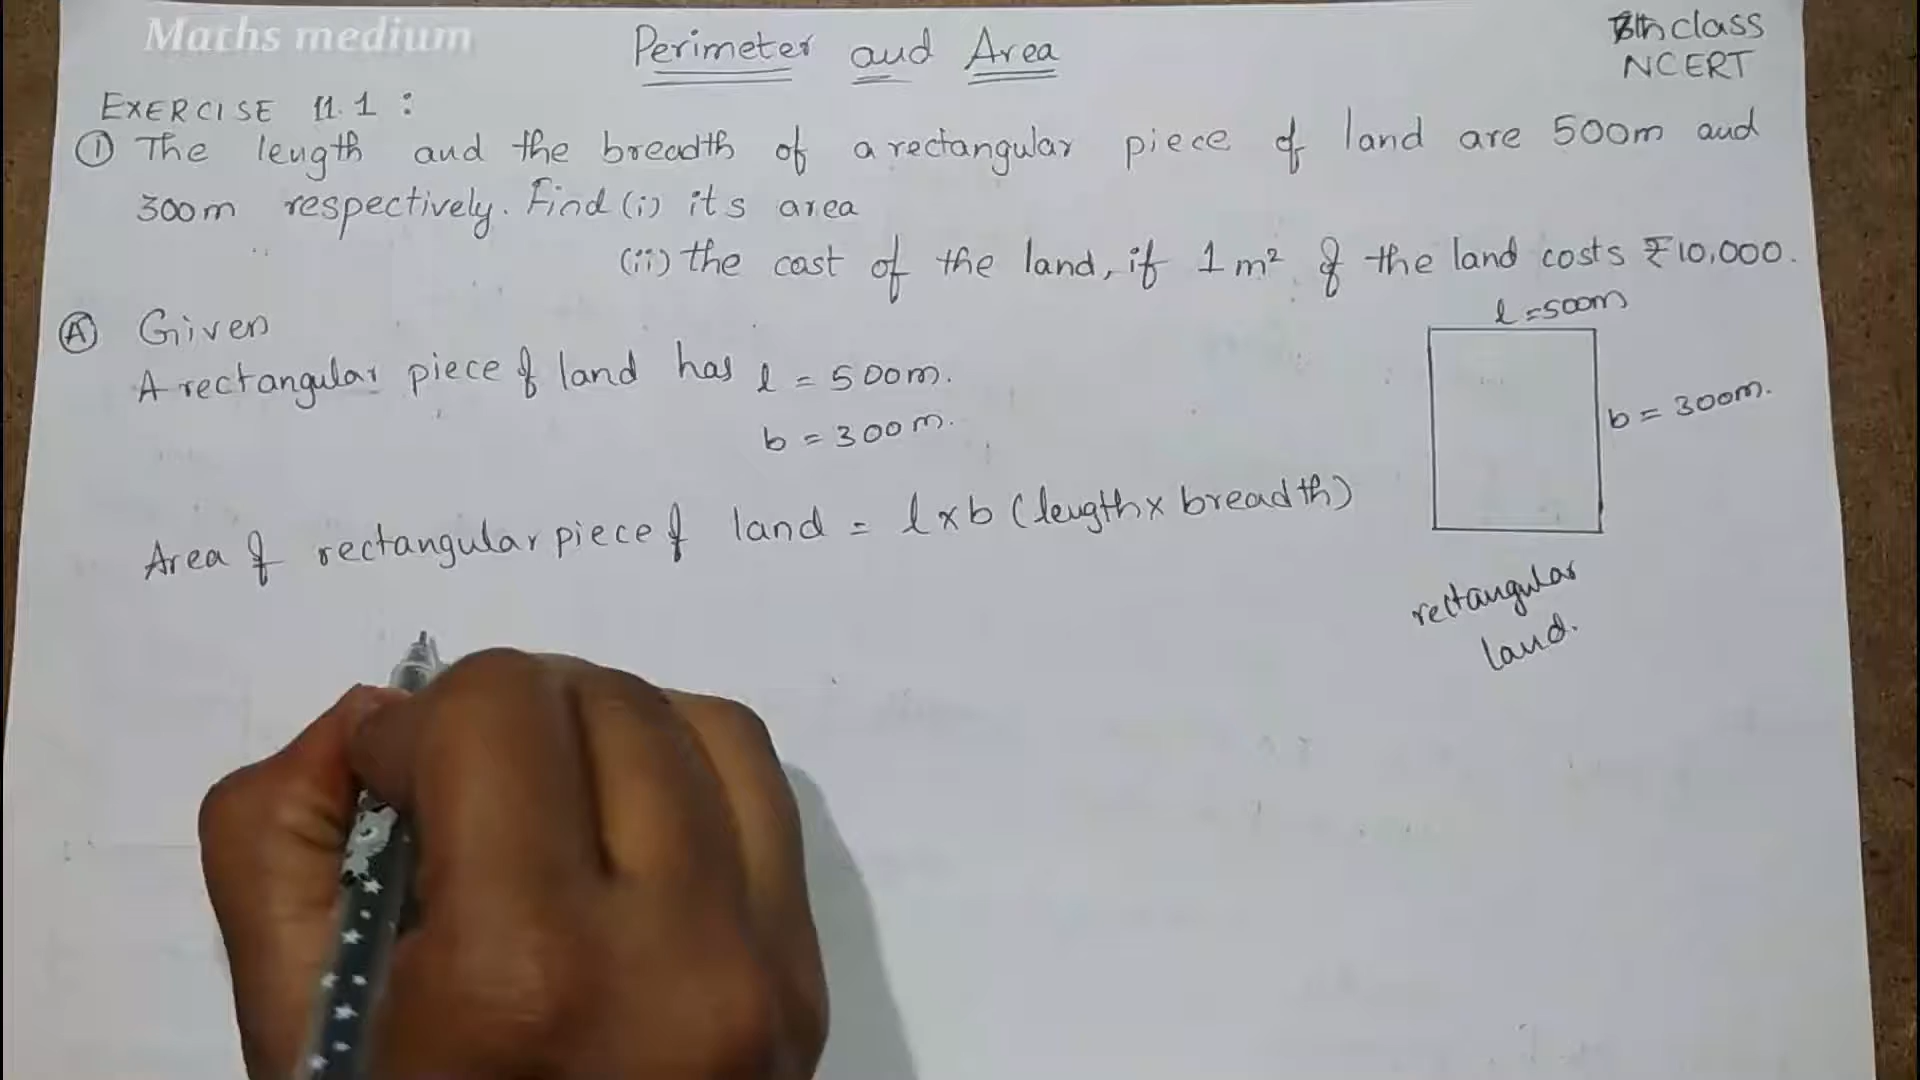 Maths medium
Perimeter and Area
7th class
NCERT
EXERCISE 11.1 :
① The length and the breadth of a rectangular piece of land are 500m and
300m respectively. Find (i) its area
(ii) the cost of the land, if 1 m² of the land costs ₹10,000.
Ⓐ Given
A rectangular piece of land has l = 500m.
b = 300m.
l = 500m
b = 300m.
Area of rectangular piece of land = l × b (length × breadth)
rectangular
land.